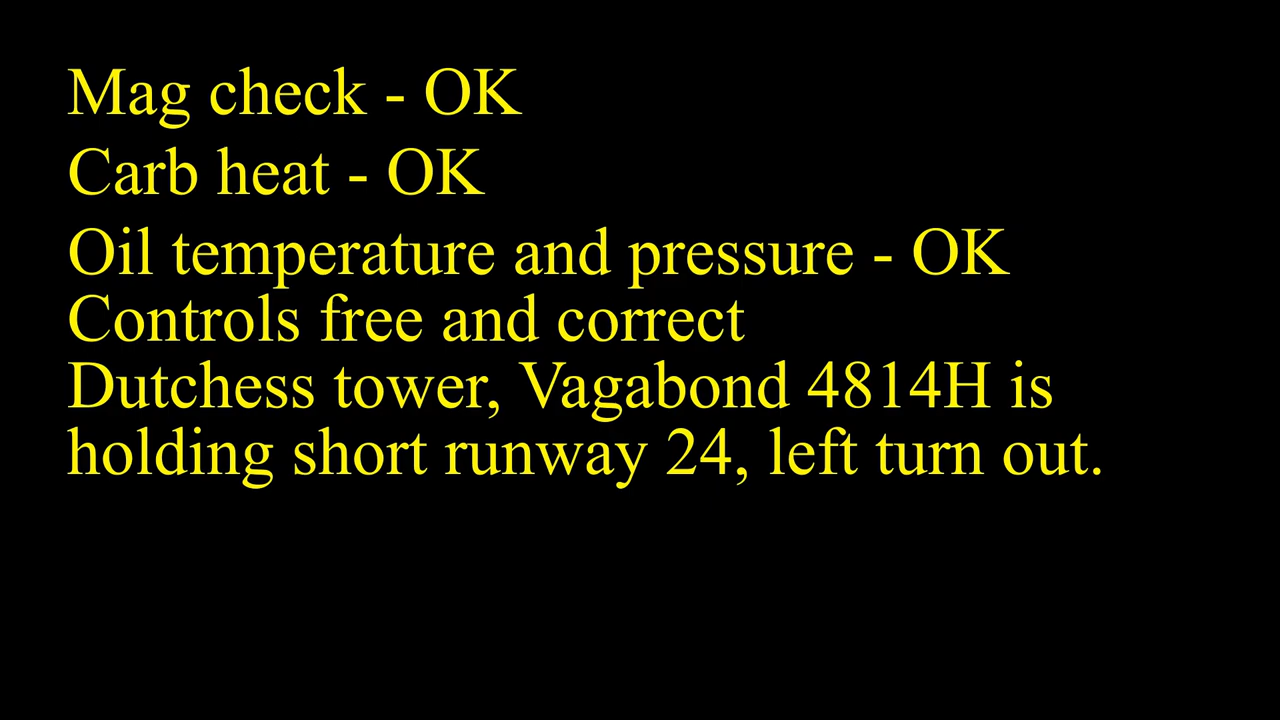 Mag check - OK
Carb heat - OK
Oil temperature and pressure - OK
Controls free and correct
Dutchess tower, Vagabond 4814H is
holding short runway 24, left turn out.